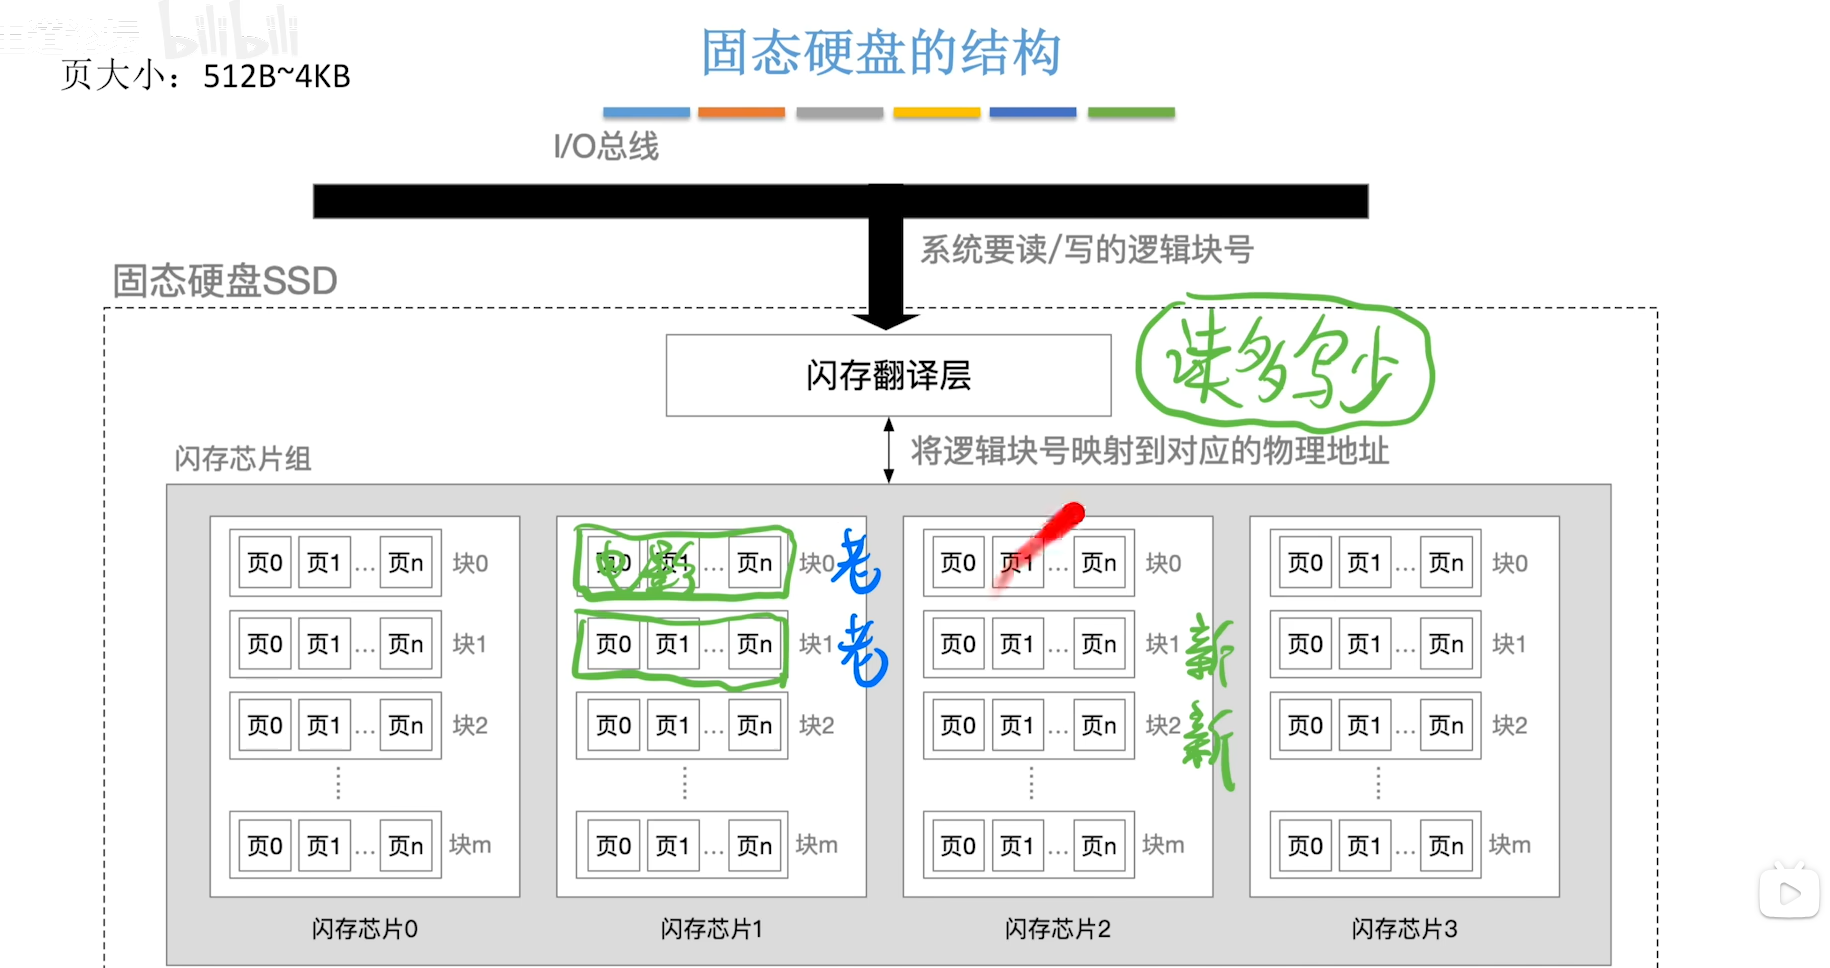 bilibili
固态硬盘的结构
页大小：512B~4KB
I/O总线
系统要读/写的逻辑块号
固态硬盘SSD
闪存翻译层
读多写少
将逻辑块号映射到对应的物理地址
闪存芯片组
页0 页1 … 页n 块0
电影
页0 页1 … 页n 块0 老
页0 页1 … 页n 块0
页0 页1 … 页n 块0
页0 页1 … 页n 块1
页0 页1 … 页n 块1 老
页0 页1 … 页n 块1 新
页0 页1 … 页n 块1
页0 页1 … 页n 块2
页0 页1 … 页n 块2
页0 页1 … 页n 块2 新
页0 页1 … 页n 块2
页0 页1 … 页n 块m
页0 页1 … 页n 块m
页0 页1 … 页n 块m
页0 页1 … 页n 块m
闪存芯片0
闪存芯片1
闪存芯片2
闪存芯片3